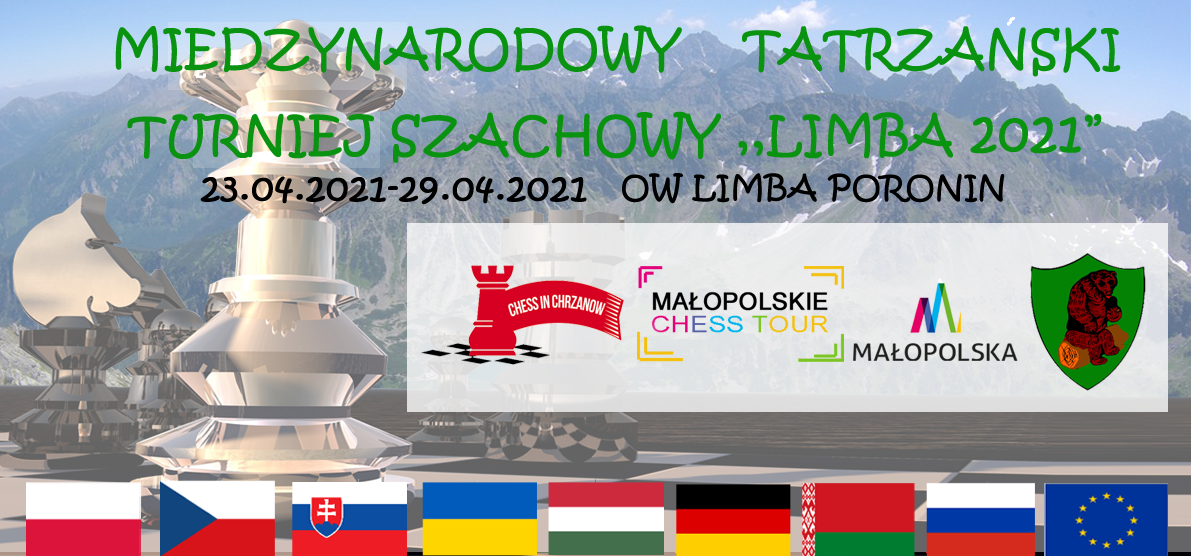 MIEDZYNARODOWY TATRZAŃSKI
TURNIEJ SZACHOWY ,,LIMBA 2021”
23.04.2021-29.04.2021 OW LIMBA PORONIN
CHESS IN CHRZANOW
MAŁOPOLSKIE
CHESS TOUR
MAŁOPOLSKA